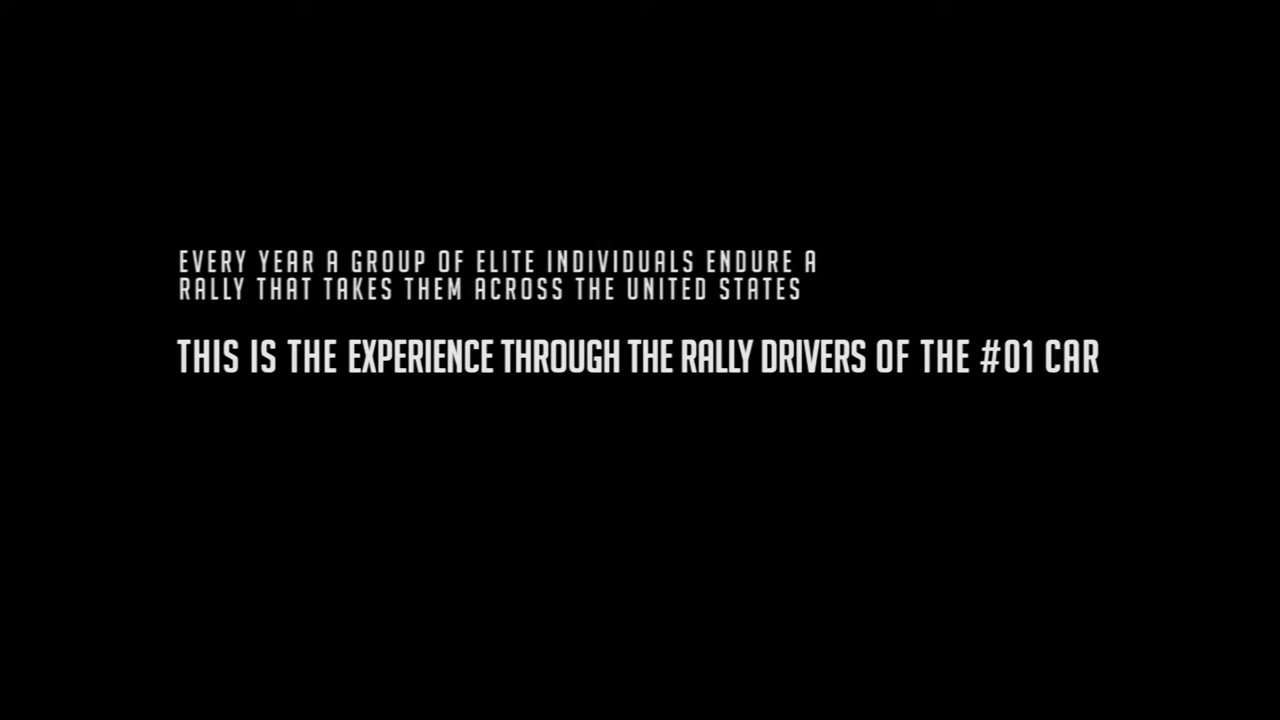 EVERY YEAR A GROUP OF ELITE INDIVIDUALS ENDURE A
RALLY THAT TAKES THEM ACROSS THE UNITED STATES
THIS IS THE EXPERIENCE THROUGH THE RALLY DRIVERS OF THE #01 CAR